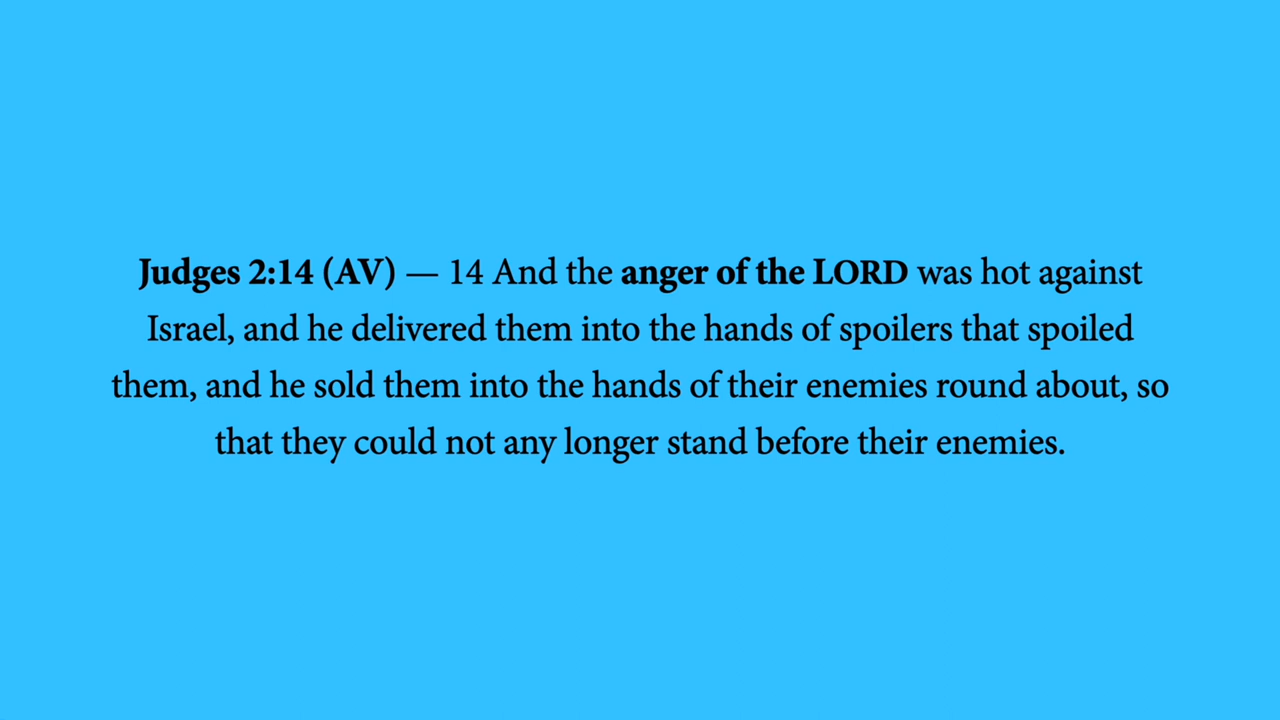 Judges 2:14 (AV) — 14 And the anger of the LORD was hot against
Israel, and he delivered them into the hands of spoilers that spoiled
them, and he sold them into the hands of their enemies round about, so
that they could not any longer stand before their enemies.